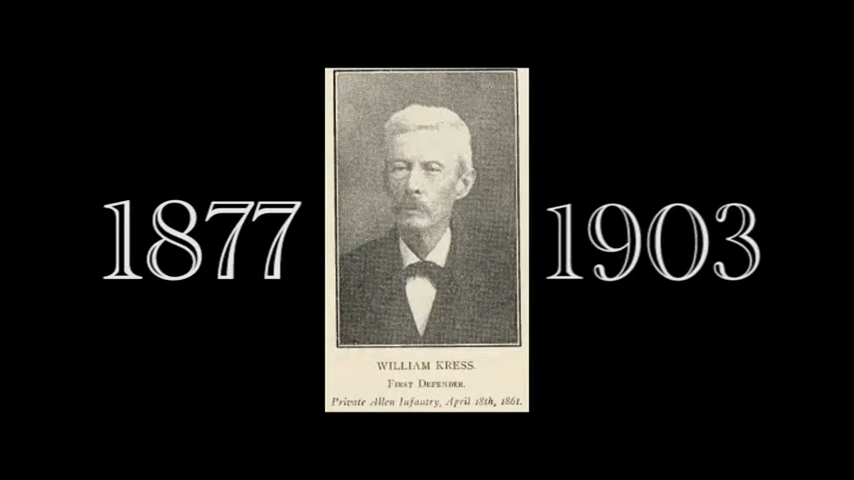 1877
1903
WILLIAM KRESS.
FIRST DEFENDER.
Private Allen Infantry, April 18th, 1861.